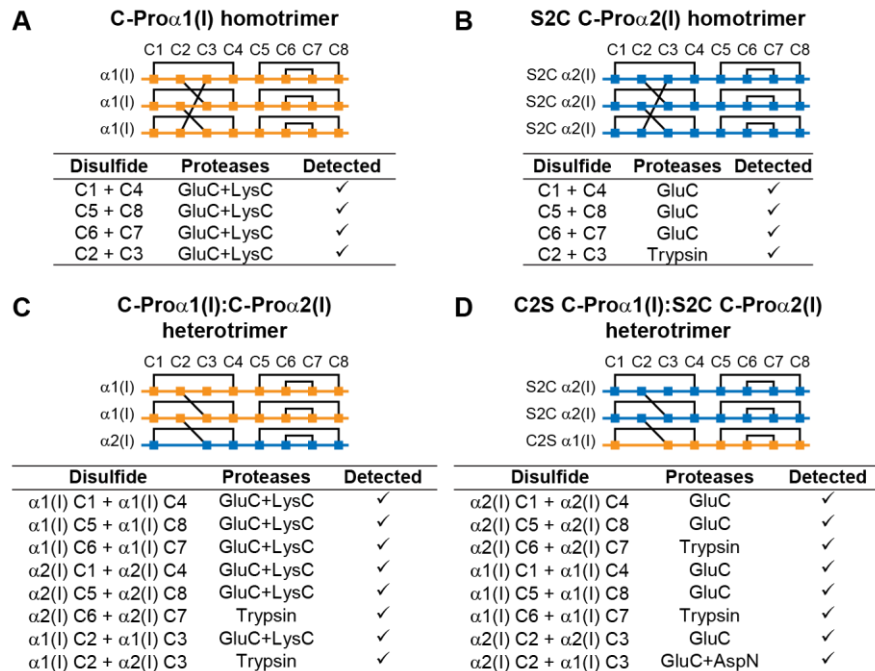 A
C-Proα1(I) homotrimer
C1 C2 C3 C4 C5 C6 C7 C8
α1(I)
α1(I)
α1(I)
Disulfide Proteases Detected
C1 + C4 GluC+LysC ✓
C5 + C8 GluC+LysC ✓
C6 + C7 GluC+LysC ✓
C2 + C3 GluC+LysC ✓
B
S2C C-Proα2(I) homotrimer
C1 C2 C3 C4 C5 C6 C7 C8
S2C α2(I)
S2C α2(I)
S2C α2(I)
Disulfide Proteases Detected
C1 + C4 GluC ✓
C5 + C8 GluC ✓
C6 + C7 GluC ✓
C2 + C3 Trypsin ✓
C
C-Proα1(I):C-Proα2(I)
heterotrimer
C1 C2 C3 C4 C5 C6 C7 C8
α1(I)
α1(I)
α2(I)
Disulfide Proteases Detected
α1(I) C1 + α1(I) C4 GluC+LysC ✓
α1(I) C5 + α1(I) C8 GluC+LysC ✓
α1(I) C6 + α1(I) C7 GluC+LysC ✓
α2(I) C1 + α2(I) C4 GluC+LysC ✓
α2(I) C5 + α2(I) C8 GluC+LysC ✓
α2(I) C6 + α2(I) C7 Trypsin ✓
α1(I) C2 + α1(I) C3 GluC+LysC ✓
α1(I) C2 + α2(I) C3 Trypsin ✓
D
C2S C-Proα1(I):S2C C-Proα2(I)
heterotrimer
C1 C2 C3 C4 C5 C6 C7 C8
S2C α2(I)
S2C α2(I)
C2S α1(I)
Disulfide Proteases Detected
α2(I) C1 + α2(I) C4 GluC ✓
α2(I) C5 + α2(I) C8 GluC ✓
α2(I) C6 + α2(I) C7 Trypsin ✓
α1(I) C1 + α1(I) C4 GluC ✓
α1(I) C5 + α1(I) C8 GluC ✓
α1(I) C6 + α1(I) C7 Trypsin ✓
α2(I) C2 + α2(I) C3 GluC ✓
α2(I) C2 + α1(I) C3 GluC+AspN ✓